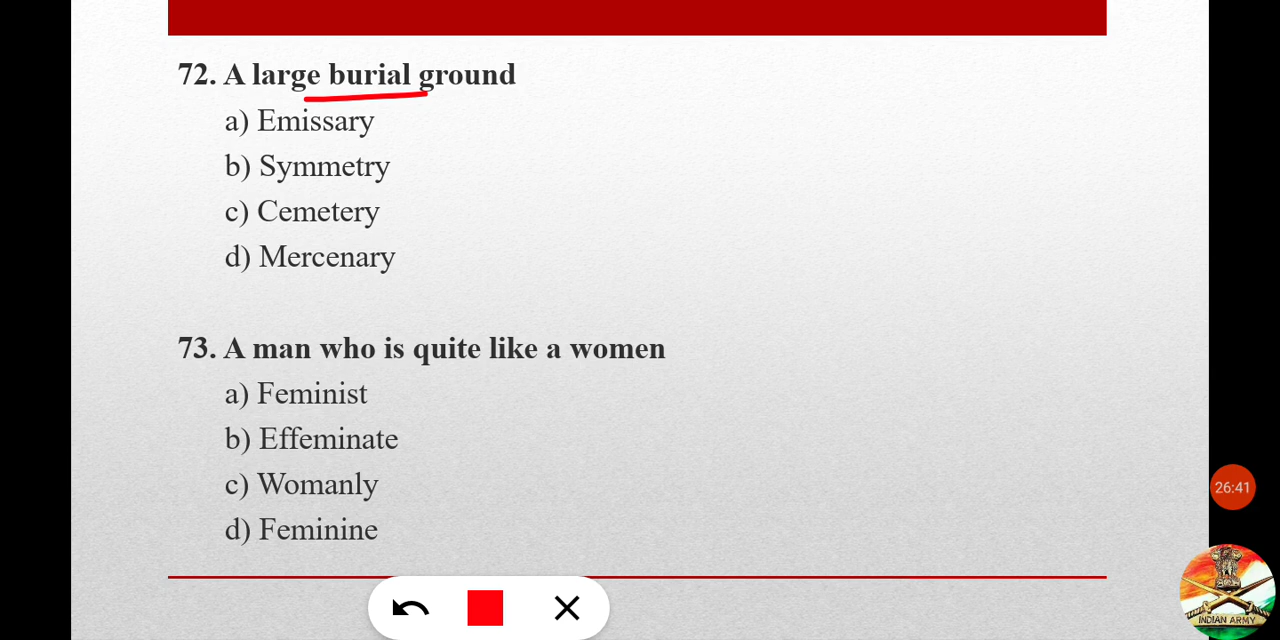 72. A large burial ground
a) Emissary
b) Symmetry
c) Cemetery
d) Mercenary
73. A man who is quite like a women
a) Feminist
b) Effeminate
c) Womanly
d) Feminine
26:41
INDIAN ARMY